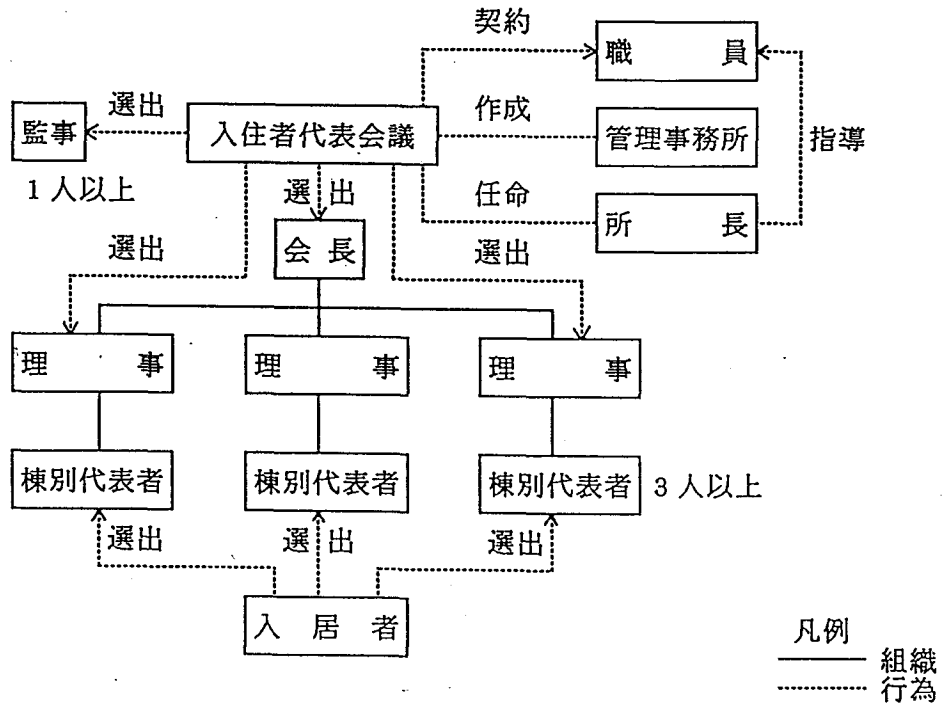 契約
職員
選出
作成
監事
入住者代表会議
管理事務所
指導
1人以上
選出
任命
所長
選出
会長
選出
理事
理事
理事
棟別代表者
棟別代表者
棟別代表者
3人以上
選出
選出
選出
入居者
凡例
組織
行為